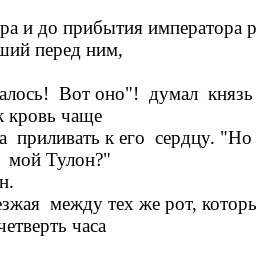 ра и до прибытия императора р
ший перед ним,
алось! Вот оно"! думал князь
к кровь чаще
а приливать к его сердцу. "Но
мой Тулон?"
н.
езжая между тех же рот, которь
четверть часа